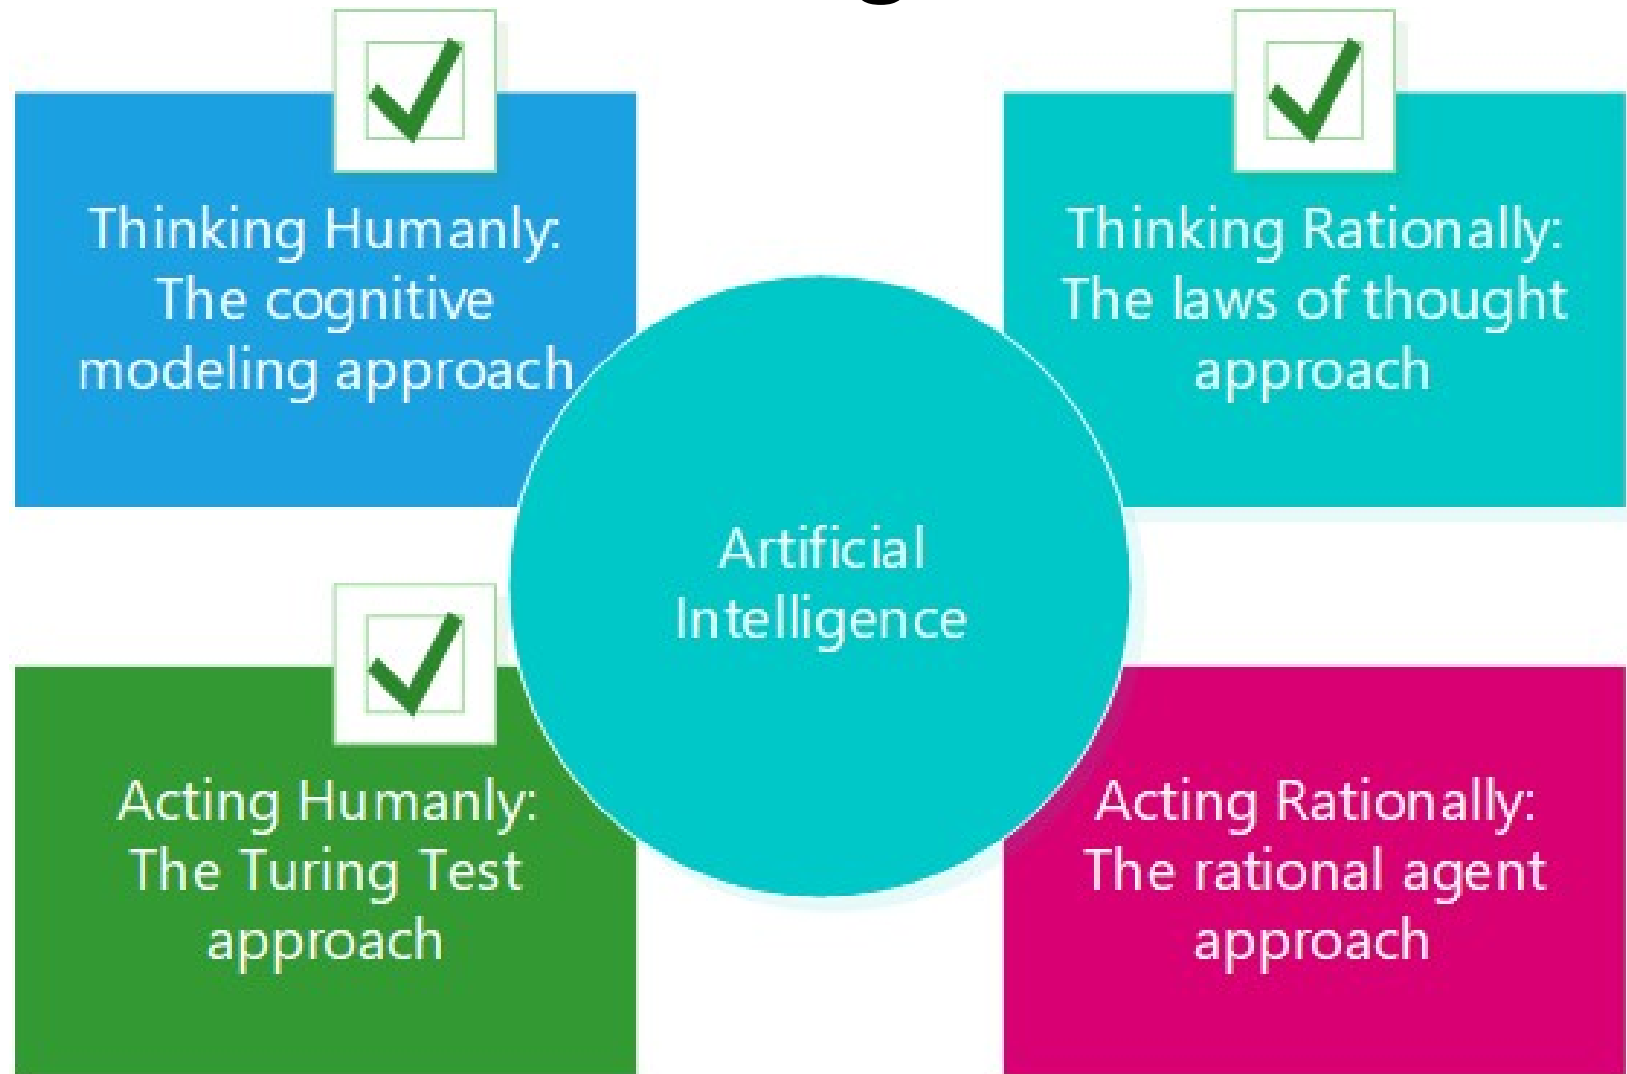 Thinking Humanly:
The cognitive
modeling approach
Thinking Rationally:
The laws of thought
approach
Artificial
Intelligence
Acting Humanly:
The Turing Test
approach
Acting Rationally:
The rational agent
approach